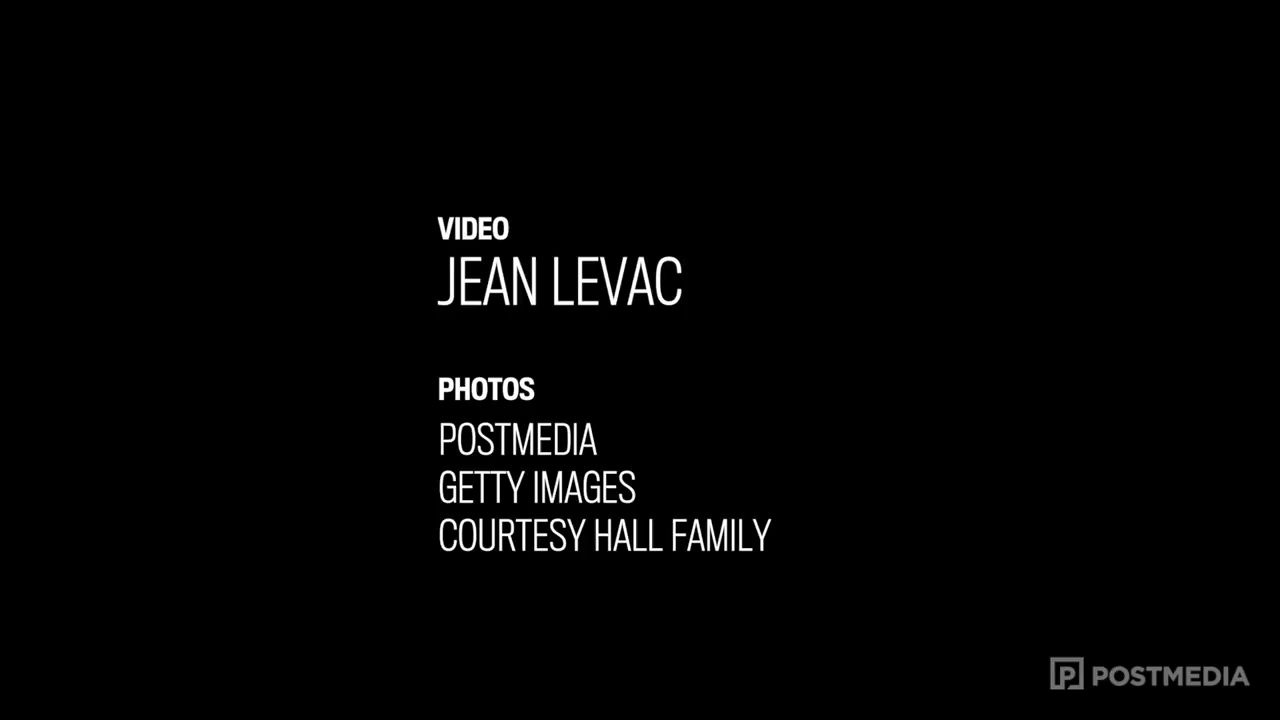 VIDEO
JEAN LEVAC
PHOTOS
POSTMEDIA
GETTY IMAGES
COURTESY HALL FAMILY
P POSTMEDIA